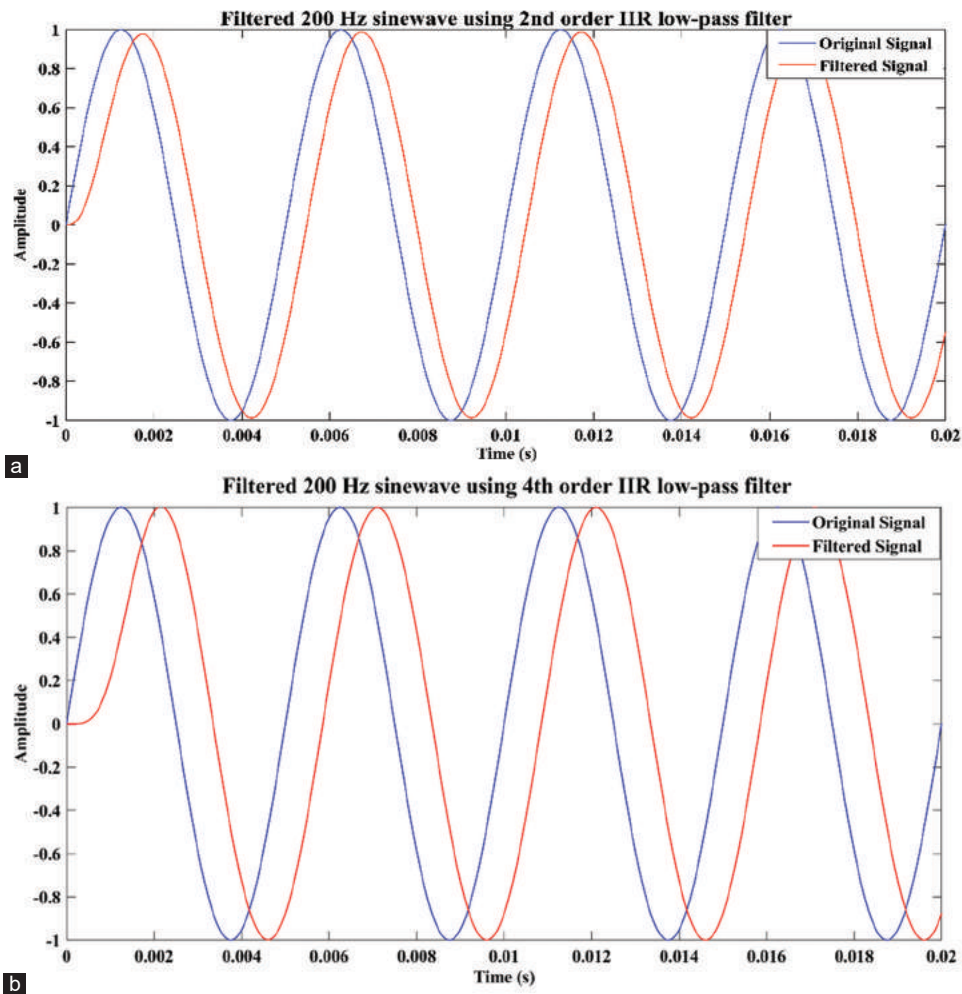 Filtered 200 Hz sinewave using 2nd order IIR low-pass filter
Original Signal
Filtered Signal
Amplitude
1
0.8
0.6
0.4
0.2
0
-0.2
-0.4
-0.6
-0.8
-1
0 0.002 0.004 0.006 0.008 0.01 0.012 0.014 0.016 0.018 0.02
Time (s)
a
Filtered 200 Hz sinewave using 4th order IIR low-pass filter
Original Signal
Filtered Signal
Amplitude
1
0.8
0.6
0.4
0.2
0
-0.2
-0.4
-0.6
-0.8
-1
0 0.002 0.004 0.006 0.008 0.01 0.012 0.014 0.016 0.018 0.02
Time (s)
b